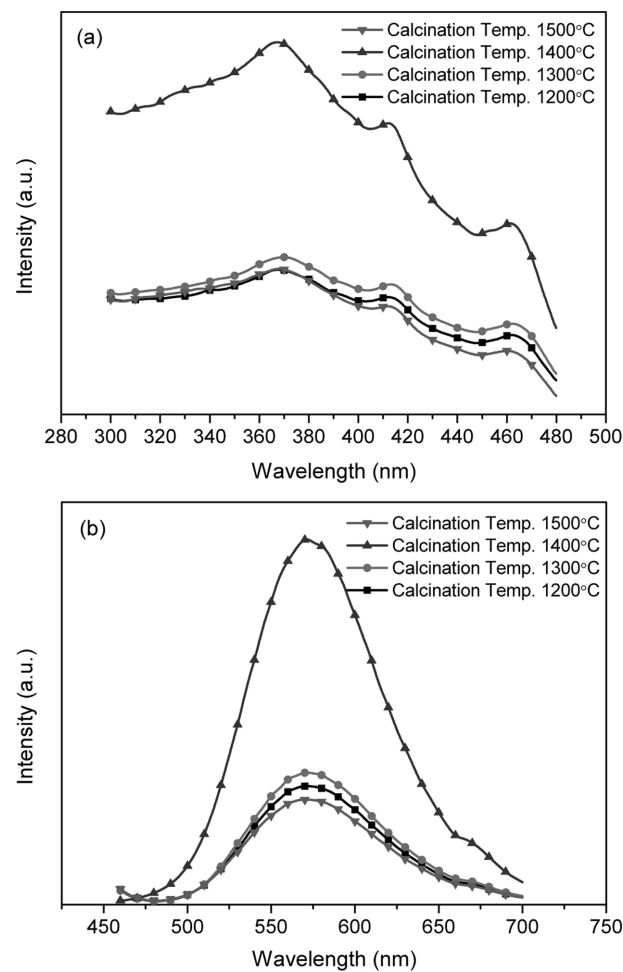 (a)
Calcination Temp. 1500°C
Calcination Temp. 1400°C
Calcination Temp. 1300°C
Calcination Temp. 1200°C
Intensity (a.u.)
280 300 320 340 360 380 400 420 440 460 480 500
Wavelength (nm)
(b)
Calcination Temp. 1500°C
Calcination Temp. 1400°C
Calcination Temp. 1300°C
Calcination Temp. 1200°C
Intensity (a.u.)
450 500 550 600 650 700 750
Wavelength (nm)